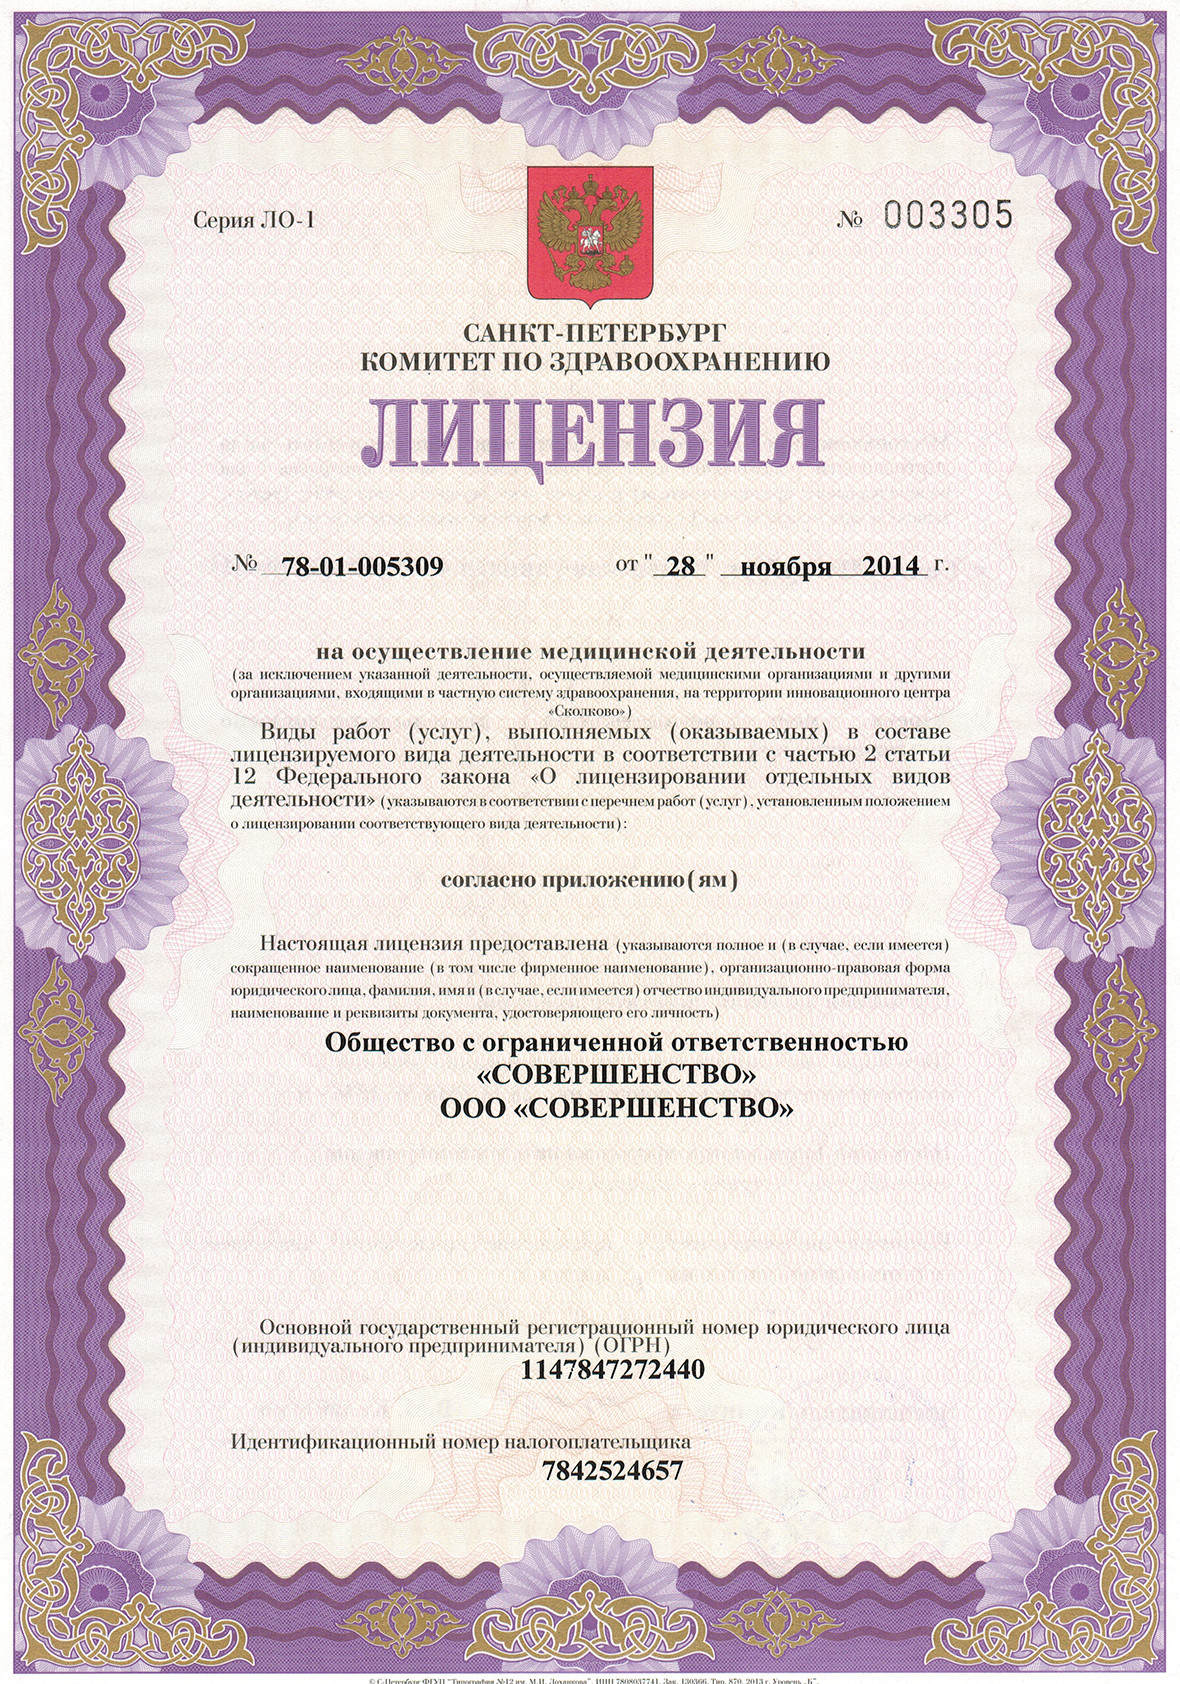 Серия ЛО-1
№ 003305
САНКТ-ПЕТЕРБУРГ
КОМИТЕТ ПО ЗДРАВООХРАНЕНИЮ
ЛИЦЕНЗИЯ
№ 78-01-005309 от "28" ноября 2014 г.
на осуществление медицинской деятельности
(за исключением указанной деятельности, осуществляемой медицинскими организациями и другими
организациями, входящими в частную систему здравоохранения, на территории инновационного центра
«Сколково»)
Виды работ (услуг), выполняемых (оказываемых) в составе
лицензируемого вида деятельности в соответствии с частью 2 статьи
12 Федерального закона «О лицензировании отдельных видов
деятельности» (указываются в соответствии с перечнем работ (услуг), установленным положением
о лицензировании соответствующего вида деятельности):
согласно приложению(ям)
Настоящая лицензия предоставлена (указываются полное и (в случае, если имеется)
сокращенное наименование (в том числе фирменное наименование), организационно-правовая форма
юридического лица, фамилия, имя и (в случае, если имеется) отчество индивидуального предпринимателя,
наименование и реквизиты документа, удостоверяющего его личность)
Общество с ограниченной ответственностью
«СОВЕРШЕНСТВО»
ООО «СОВЕРШЕНСТВО»
Основной государственный регистрационный номер юридического лица
(индивидуального предпринимателя) (ОГРН)
1147847272440
Идентификационный номер налогоплательщика
7842524657
© С-Петербург ФГУП "Типография №12 им. М.И. Лоханкова". ИНН 7808037741. Зак. 130366. Тир. 870. 2013 г. Уровень „Б".